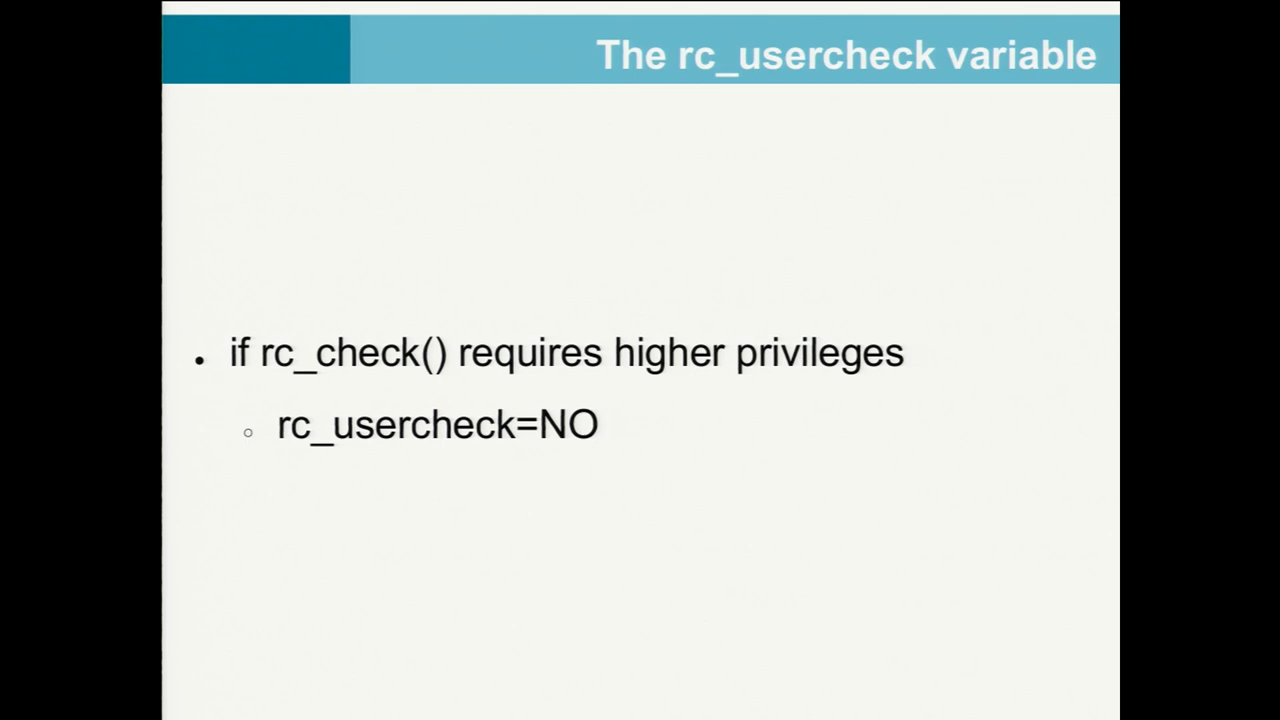 The rc_usercheck variable
• if rc_check() requires higher privileges
○ rc_usercheck=NO